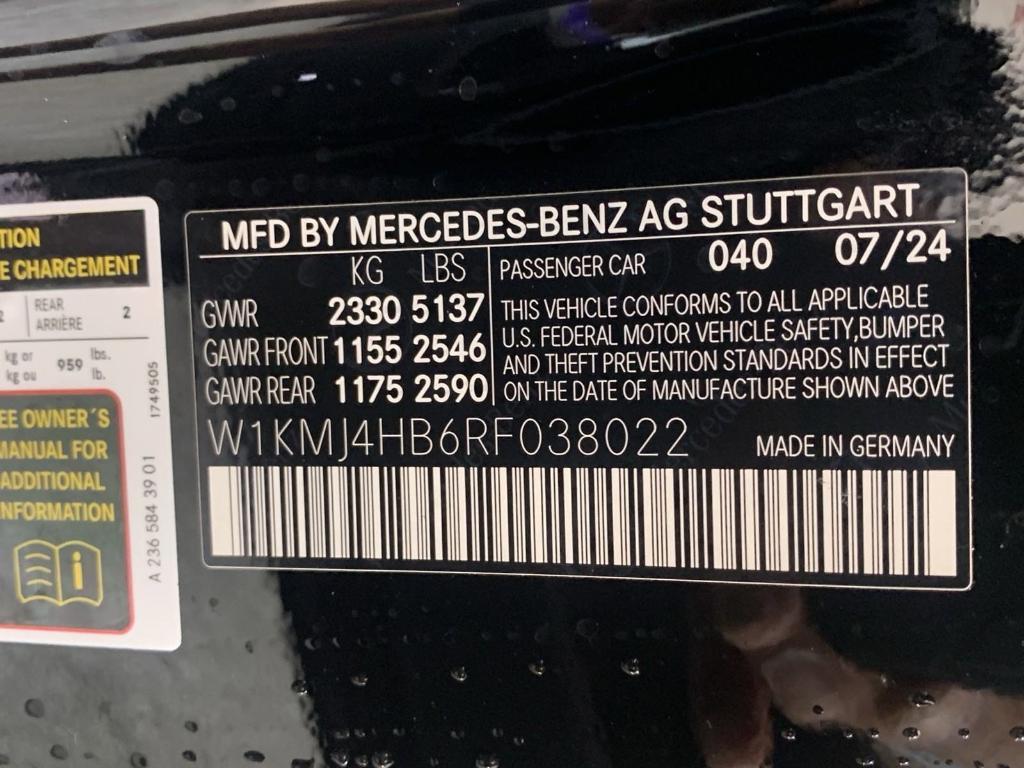 TION
E CHARGEMENT
REAR
ARRIÈRE 2
kg or 959 lbs.
kg ou lb.
EE OWNER´S
MANUAL FOR
ADDITIONAL
NFORMATION
A 236 584 39 01
1749505
MFD BY MERCEDES-BENZ AG STUTTGART
KG LBS
GVWR 2330 5137
GAWR FRONT 1155 2546
GAWR REAR 1175 2590
PASSENGER CAR 040 07/24
THIS VEHICLE CONFORMS TO ALL APPLICABLE
U.S. FEDERAL MOTOR VEHICLE SAFETY,BUMPER
AND THEFT PREVENTION STANDARDS IN EFFECT
ON THE DATE OF MANUFACTURE SHOWN ABOVE
W1KMJ4HB6RF038022 MADE IN GERMANY